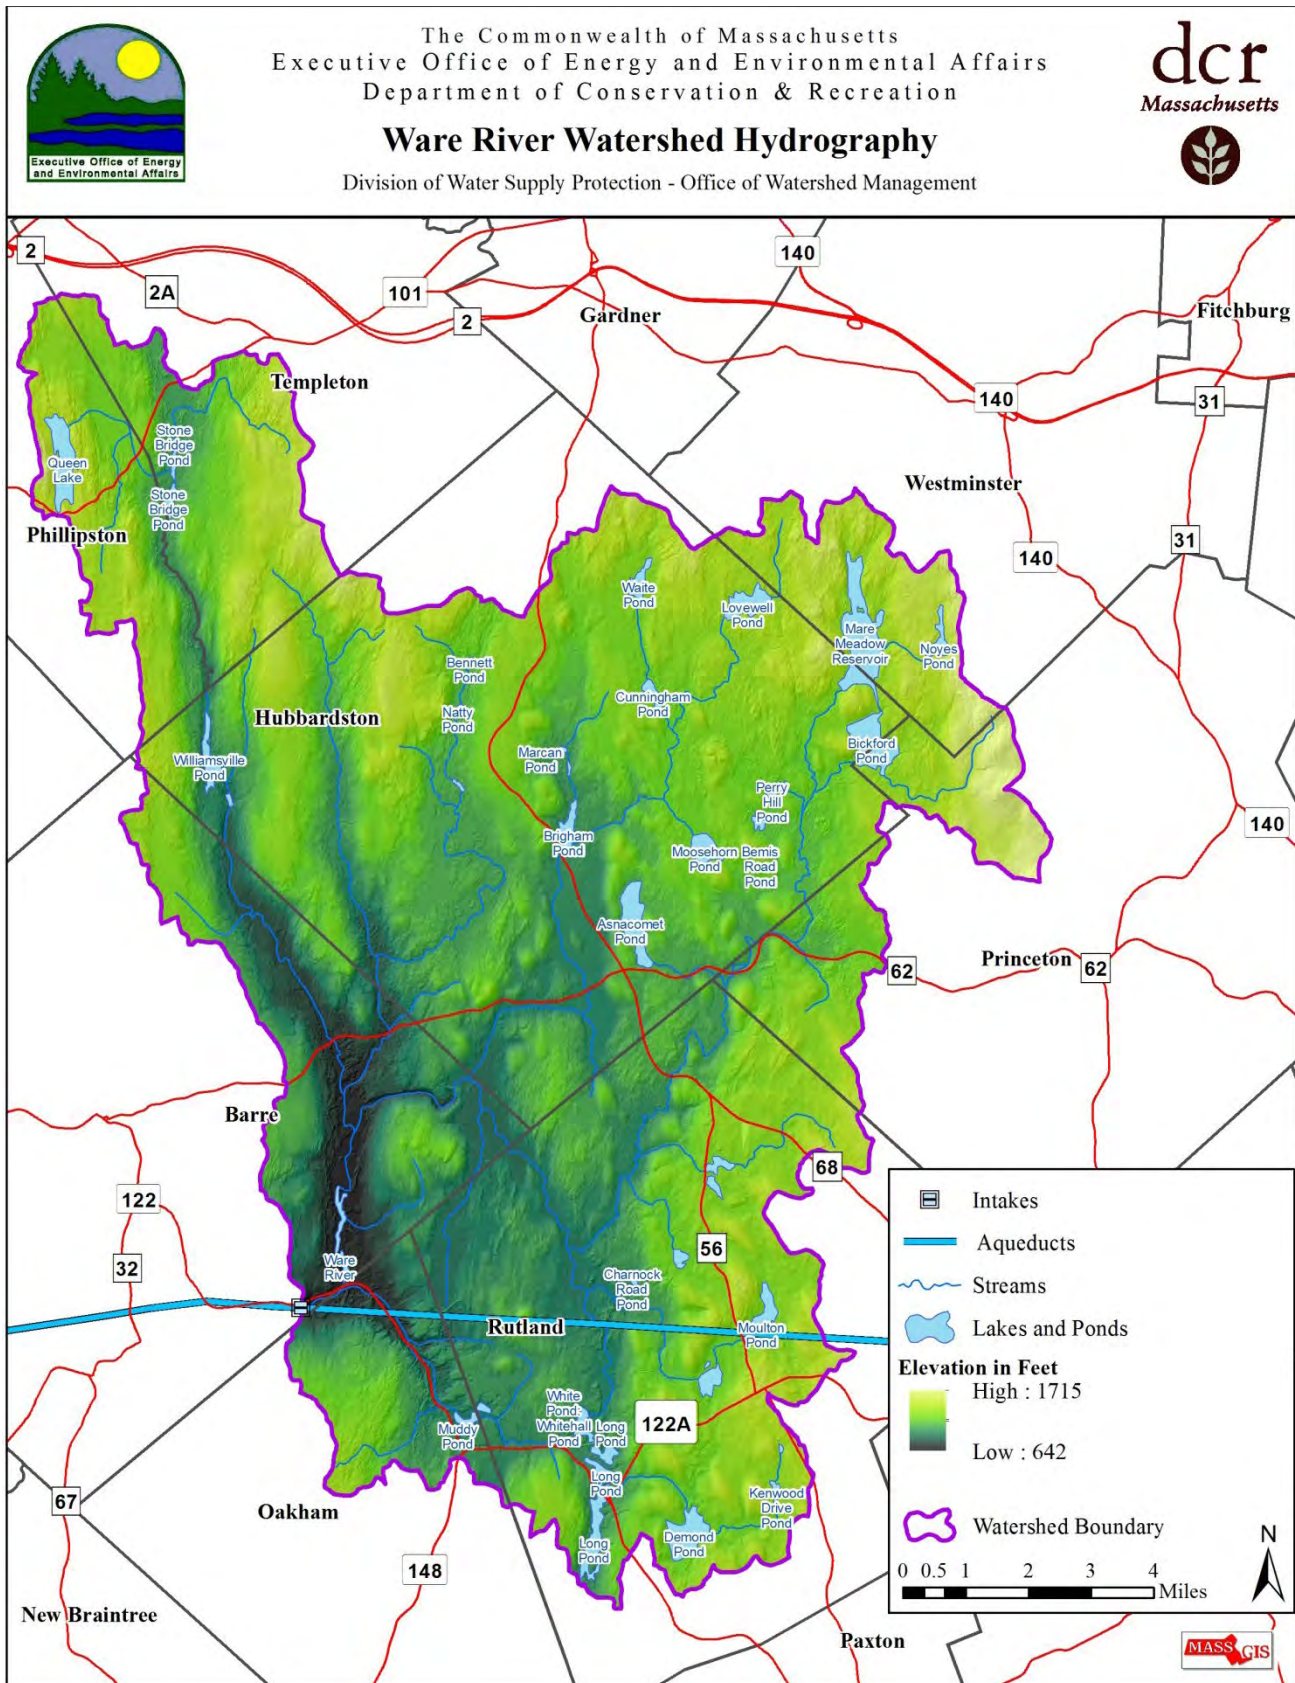 The Commonwealth of Massachusetts
Executive Office of Energy and Environmental Affairs
Department of Conservation & Recreation
Ware River Watershed Hydrography
Division of Water Supply Protection - Office of Watershed Management
Executive Office of Energy
and Environmental Affairs
dcr
Massachusetts
2
2A
101
2
Gardner
140
Fitchburg
Templeton
140
31
Stone
Bridge
Pond
Queen
Lake
Stone
Bridge
Pond
Westminster
Phillipston
31
140
Waite
Pond
Lovewell
Pond
Mare
Meadow
Reservoir
Noyes
Pond
Bennett
Pond
Cunningham
Pond
Hubbardston
Natty
Pond
Williamsville
Pond
Marcan
Pond
Bickford
Pond
Perry
Hill
Pond
140
Brigham
Pond
Moosehorn
Pond
Bemis
Road
Pond
Asnacomet
Pond
62
Princeton
62
Barre
68
122
32
56
Ware
River
Charnock
Road
Pond
Rutland
Moulton
Pond
White
Pond:
Whitehall
Pond
Long
Pond
122A
Muddy
Pond
Long
Pond
Kenwood
Drive
Pond
67
Oakham
Long
Pond
Demond
Pond
148
New Braintree
Paxton
Intakes
Aqueducts
Streams
Lakes and Ponds
Elevation in Feet
High : 1715
Low : 642
Watershed Boundary
N
0 0.5 1 2 3 4
Miles
MASS GIS